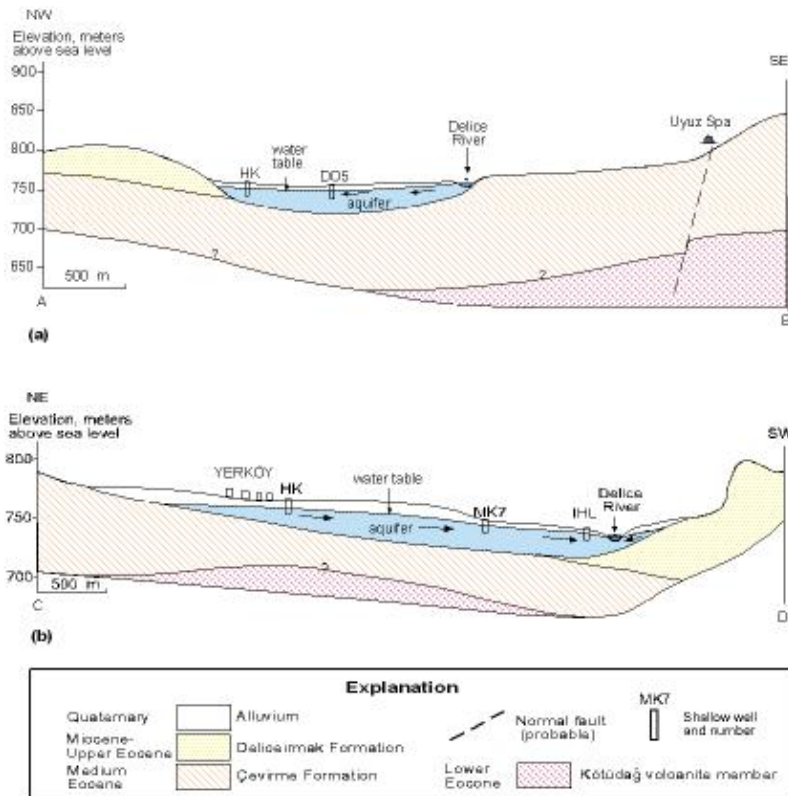 NW
Elevation, meters
above sea level
SE
900
850
800
750
700
650
HK
water
table
DO5
Delice
River
Uyuz Spa
aquifer
?
?
500 m
A
B
(a)
NE
Elevation, meters
above sea level
SW
800
750
700
YERKÖY
HK
water table
MK7
IHL
Delice
River
aquifer
?
500 m
C
D
(b)
Explanation
Quaternary
Alluvium
Miocene-
Upper Eocene
Deliceirmak Formation
Medium
Eocene
Çevirme Formation
Normal fault
(probable)
MK7
Shallow well
and number
Lower
Eocene
Kötüdağ volcanite member